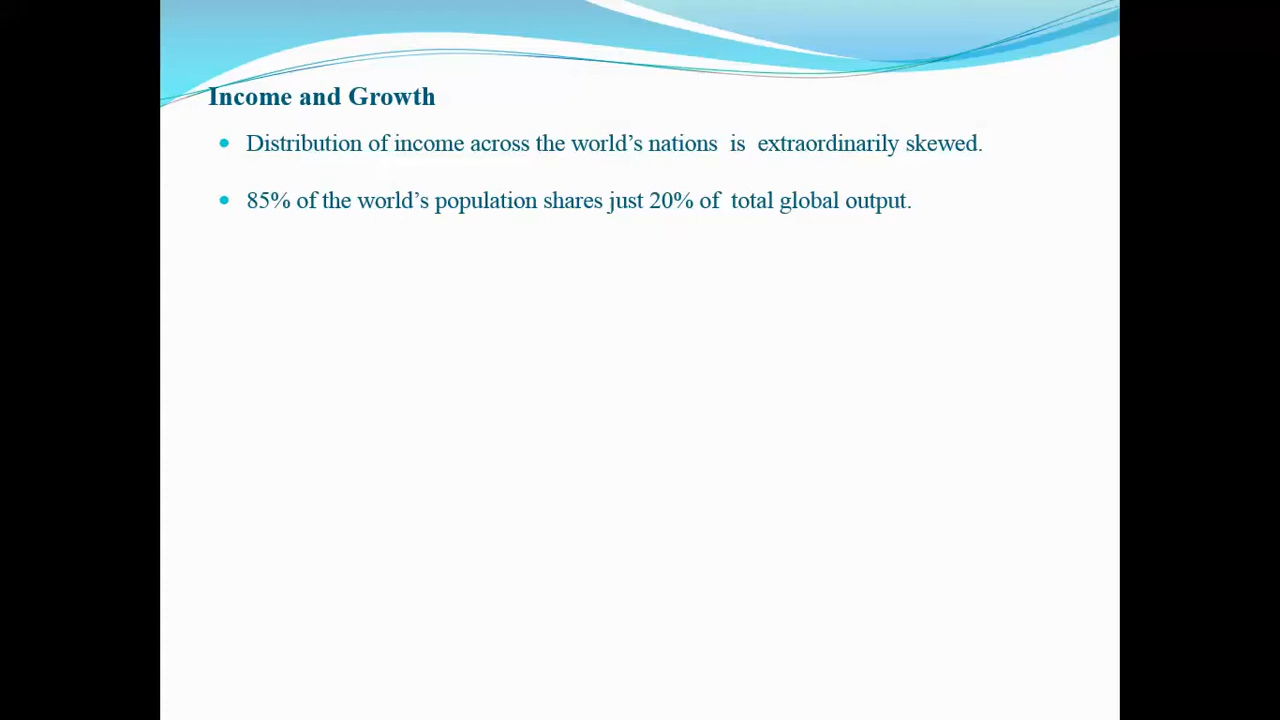 Income and Growth
• Distribution of income across the world’s nations is extraordinarily skewed.
• 85% of the world’s population shares just 20% of total global output.